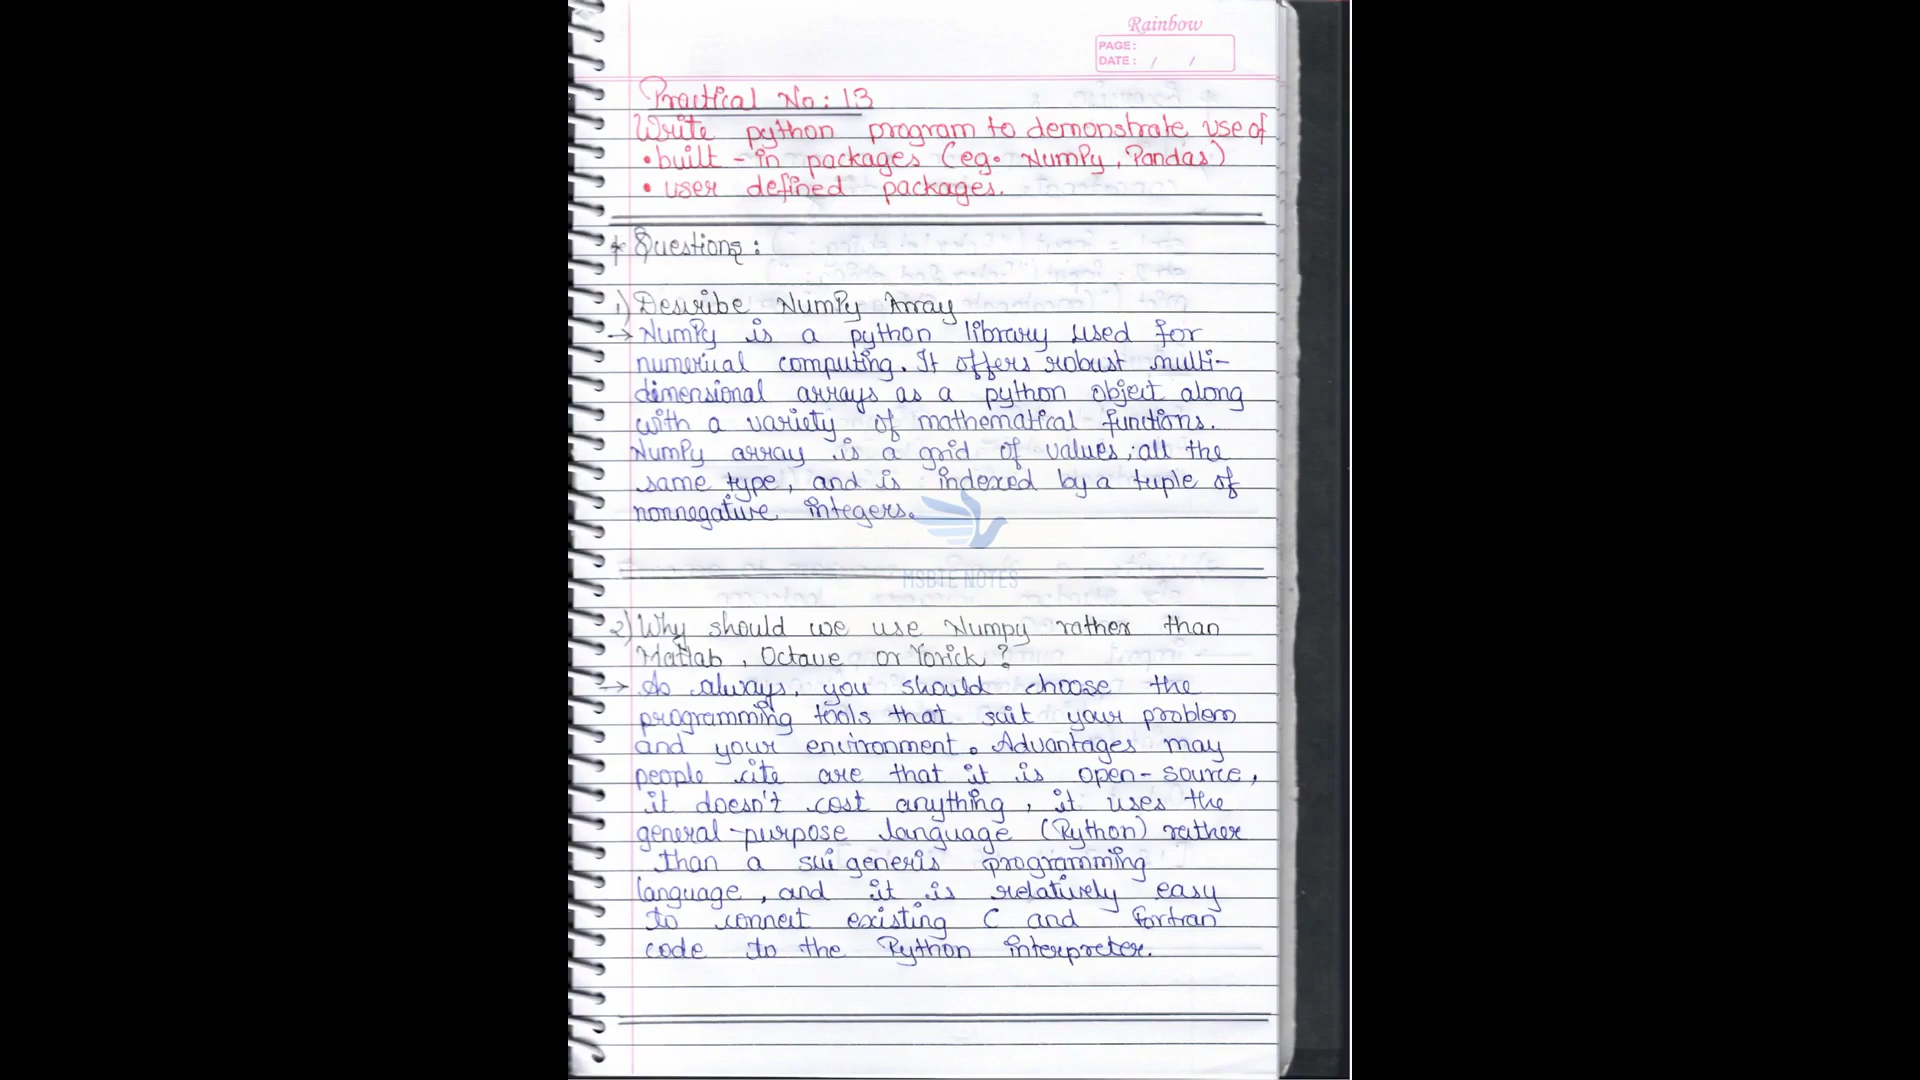 Rainbow
PAGE:
DATE: / /
Practical No: 13
Write python program to demonstrate use of
• built-in packages (eg. NumPy, Pandas)
• user defined packages.
* Questions:
1) Describe NumPy Array
→ NumPy is a python library used for
numerical computing. It offers robust multi-
dimensional arrays as a python object along
with a variety of mathematical functions.
NumPy array is a grid of values, all the
same type, and is indexed by a tuple of
nonnegative integers.
MSBTE NOTES
2) Why should we use Numpy rather than
Matlab, Octave or Yorick?
→ As always, you should choose the
programming tools that suit your problem
and your environment. Advantages may
people cite are that it is open-source,
it doesn't cost anything, it uses the
general-purpose language (Python) rather
than a sui generis programming
language, and it is relatively easy
to connect existing C and Fortran
code to the Python interpreter.